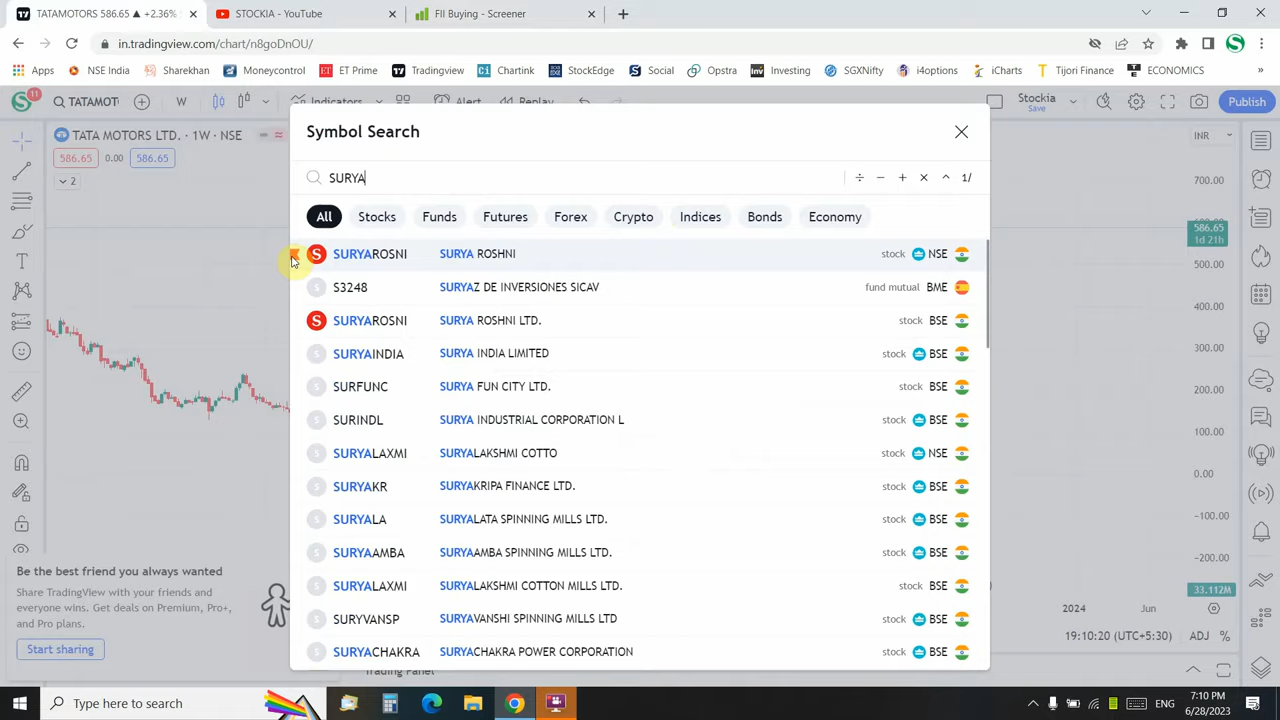 TATAMOTORS 586.65 ▲ +2.36%
STOCKIA - YouTube
FII Buying - Screener
in.tradingview.com/chart/n8goDnOU/
Apps
NSE India
Sharekhan
Moneycontrol
ET Prime
Tradingview
Chartink
StockEdge
Social
Opstra
Investing
SGXNifty
i4options
iCharts
Tijori Finance
ECONOMICS
11
TATAMOT
W
Indicators
Alert
Replay
Stockia
Save
Publish
TATA MOTORS LTD. · 1W · NSE
586.65 0.00 586.65
2
INR
Symbol Search
SURYA
÷ − + × ^ 1/
All Stocks Funds Futures Forex Crypto Indices Bonds Economy
SURYAROSNI SURYA ROSHNI stock NSE
S3248 SURYAZ DE INVERSIONES SICAV fund mutual BME
SURYAROSNI SURYA ROSHNI LTD. stock BSE
SURYAINDIA SURYA INDIA LIMITED stock BSE
SURFUNC SURYA FUN CITY LTD. stock BSE
SURINDL SURYA INDUSTRIAL CORPORATION L stock BSE
SURYALAXMI SURYALAKSHMI COTTO stock NSE
SURYAKR SURYAKRIPA FINANCE LTD. stock BSE
SURYALA SURYALATA SPINNING MILLS LTD. stock BSE
SURYAAMBA SURYAAMBA SPINNING MILLS LTD. stock BSE
SURYALAXMI SURYALAKSHMI COTTON MILLS LTD. stock BSE
SURYVANSP SURYAVANSHI SPINNING MILLS LTD stock BSE
SURYACHAKRA SURYACHAKRA POWER CORPORATION stock BSE
700.00
586.65
1d 21h
500.00
400.00
300.00
200.00
100.00
0.00
−100.00
−200.00
33.112M
2024 Jun
19:10:20 (UTC+5:30) ADJ %
Be the best friend you always wanted
Share TradingView with your friends and
everyone wins. Get deals on Premium, Pro+,
and Pro plans.
Start sharing
Trading Panel
Type here to search
7:10 PM
6/28/2023